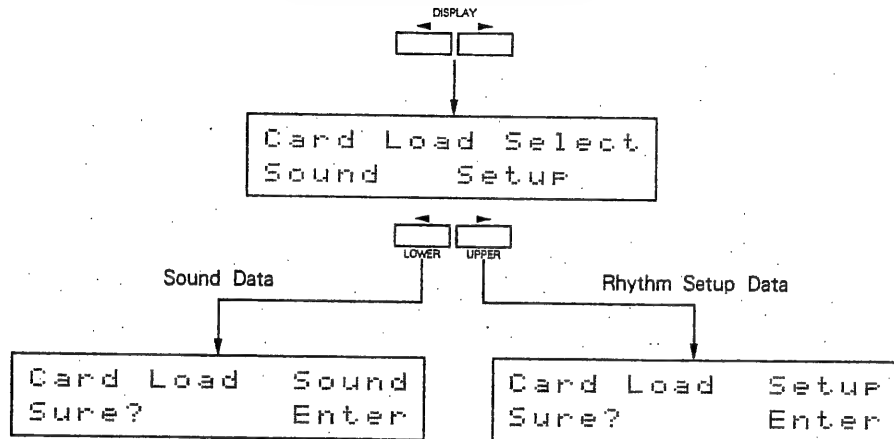 DISPLAY
Card Load Select
Sound Setup
LOWER UPPER
Sound Data
Rhythm Setup Data
Card Load Sound
Sure? Enter
Card Load Setup
Sure? Enter